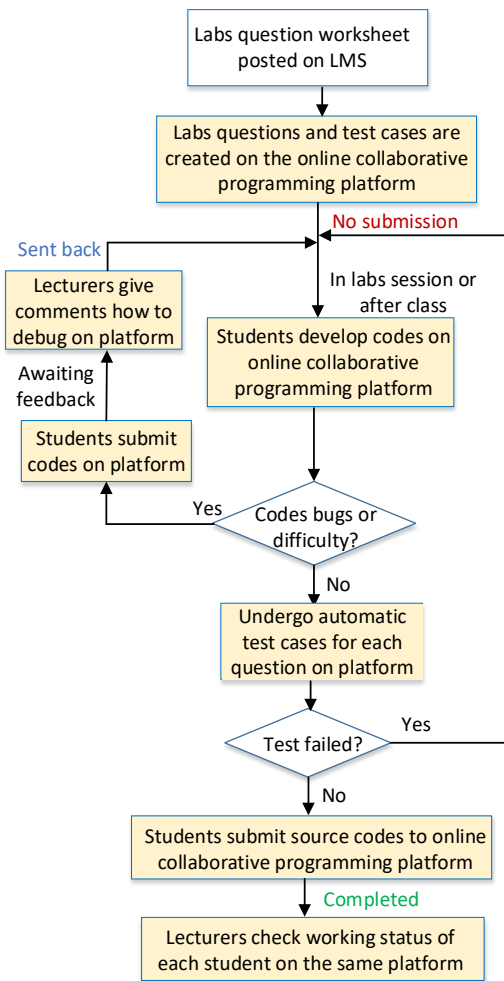 Labs question worksheet
posted on LMS
Labs questions and test cases are
created on the online collaborative
programming platform
No submission
Sent back
In labs session or
after class
Lecturers give
comments how to
debug on platform
Students develop codes on
online collaborative
programming platform
Awaiting
feedback
Students submit
codes on platform
Yes
Codes bugs or
difficulty?
No
Undergo automatic
test cases for each
question on platform
Test failed?
Yes
No
Students submit source codes to online
collaborative programming platform
Completed
Lecturers check working status of
each student on the same platform